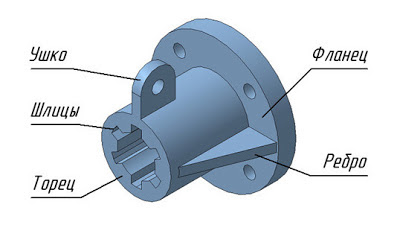 Ушко
Фланец
Шлицы
Торец
Ребро